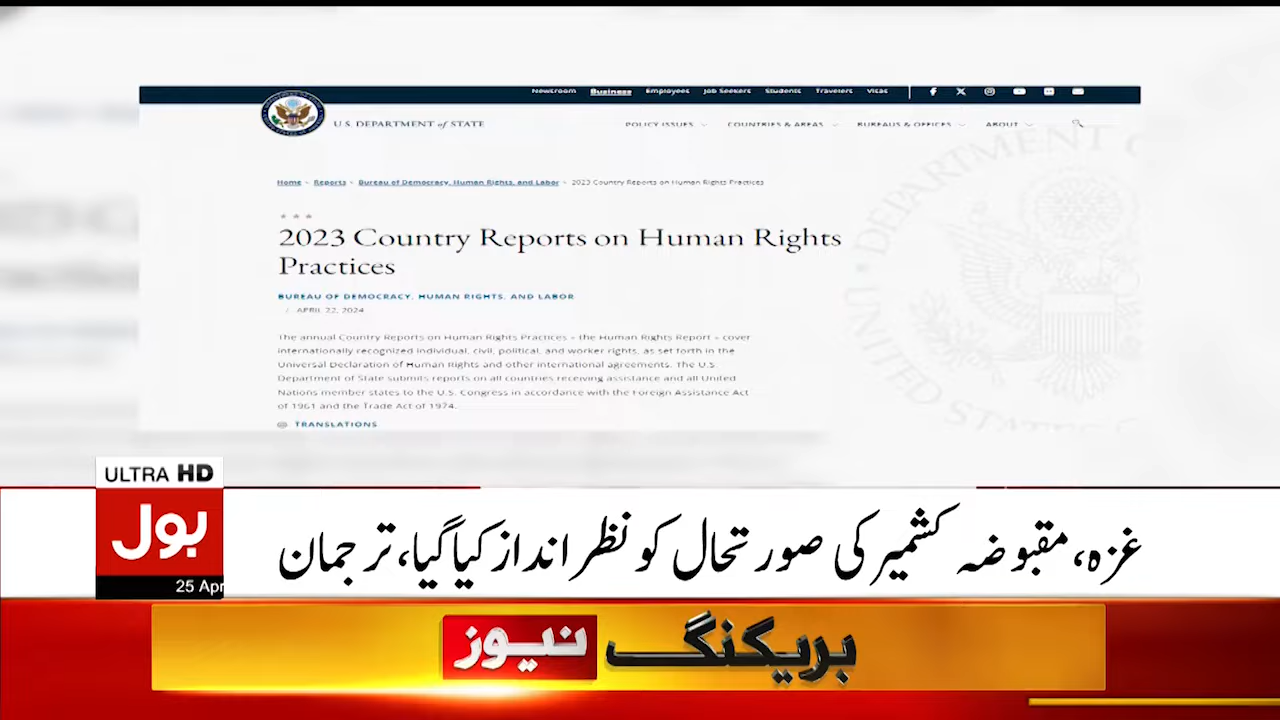 Newsroom Business Employees Job Seekers Students Travelers Visas
U.S. DEPARTMENT of STATE
POLICY ISSUES COUNTRIES & AREAS BUREAUS & OFFICES ABOUT
Home Reports Bureau of Democracy, Human Rights, and Labor 2023 Country Reports on Human Rights Practices
2023 Country Reports on Human Rights
Practices
BUREAU OF DEMOCRACY, HUMAN RIGHTS, AND LABOR
/ APRIL 22, 2024
The annual Country Reports on Human Rights Practices – the Human Rights Report – cover
internationally recognized individual, civil, political, and worker rights, as set forth in the
Universal Declaration of Human Rights and other international agreements. The U.S.
Department of State submits reports on all countries receiving assistance and all United
Nations member states to the U.S. Congress in accordance with the Foreign Assistance Act
of 1961 and the Trade Act of 1974.
TRANSLATIONS
ULTRA HD
بول
25 Apr
غزہ، مقبوضہ کشمیر کی صورتحال کو نظر انداز کیا گیا، ترجمان
بریکنگ نیوز